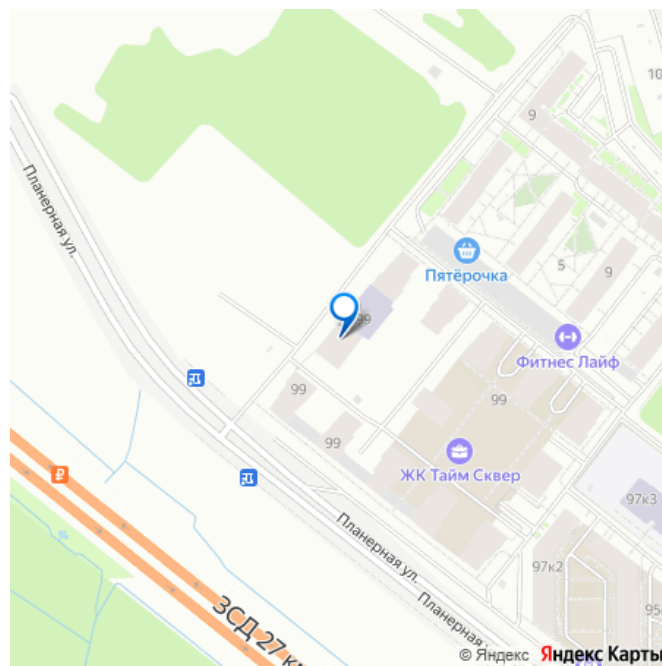 10
9
Планерная ул.
Пятёрочка
5
9
99
Фитнес Лайф
99
99
99
ЖК Тайм Сквер
₽
97к3
Планерная ул.
97к2
Планерная
ЗСД 27 к
© Яндекс Яндекс Карты